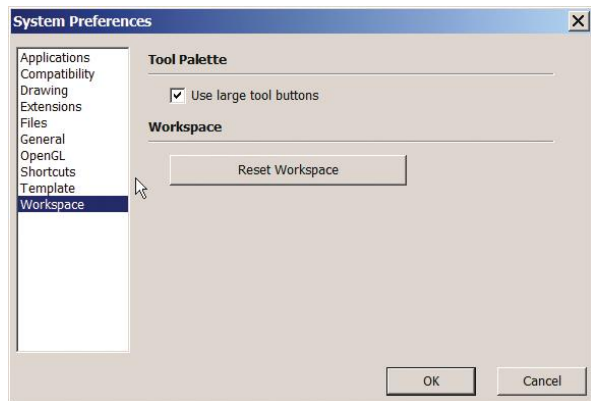 System Preferences
Applications
Compatibility
Drawing
Extensions
Files
General
OpenGL
Shortcuts
Template
Workspace
Tool Palette
Use large tool buttons
Workspace
Reset Workspace
OK
Cancel